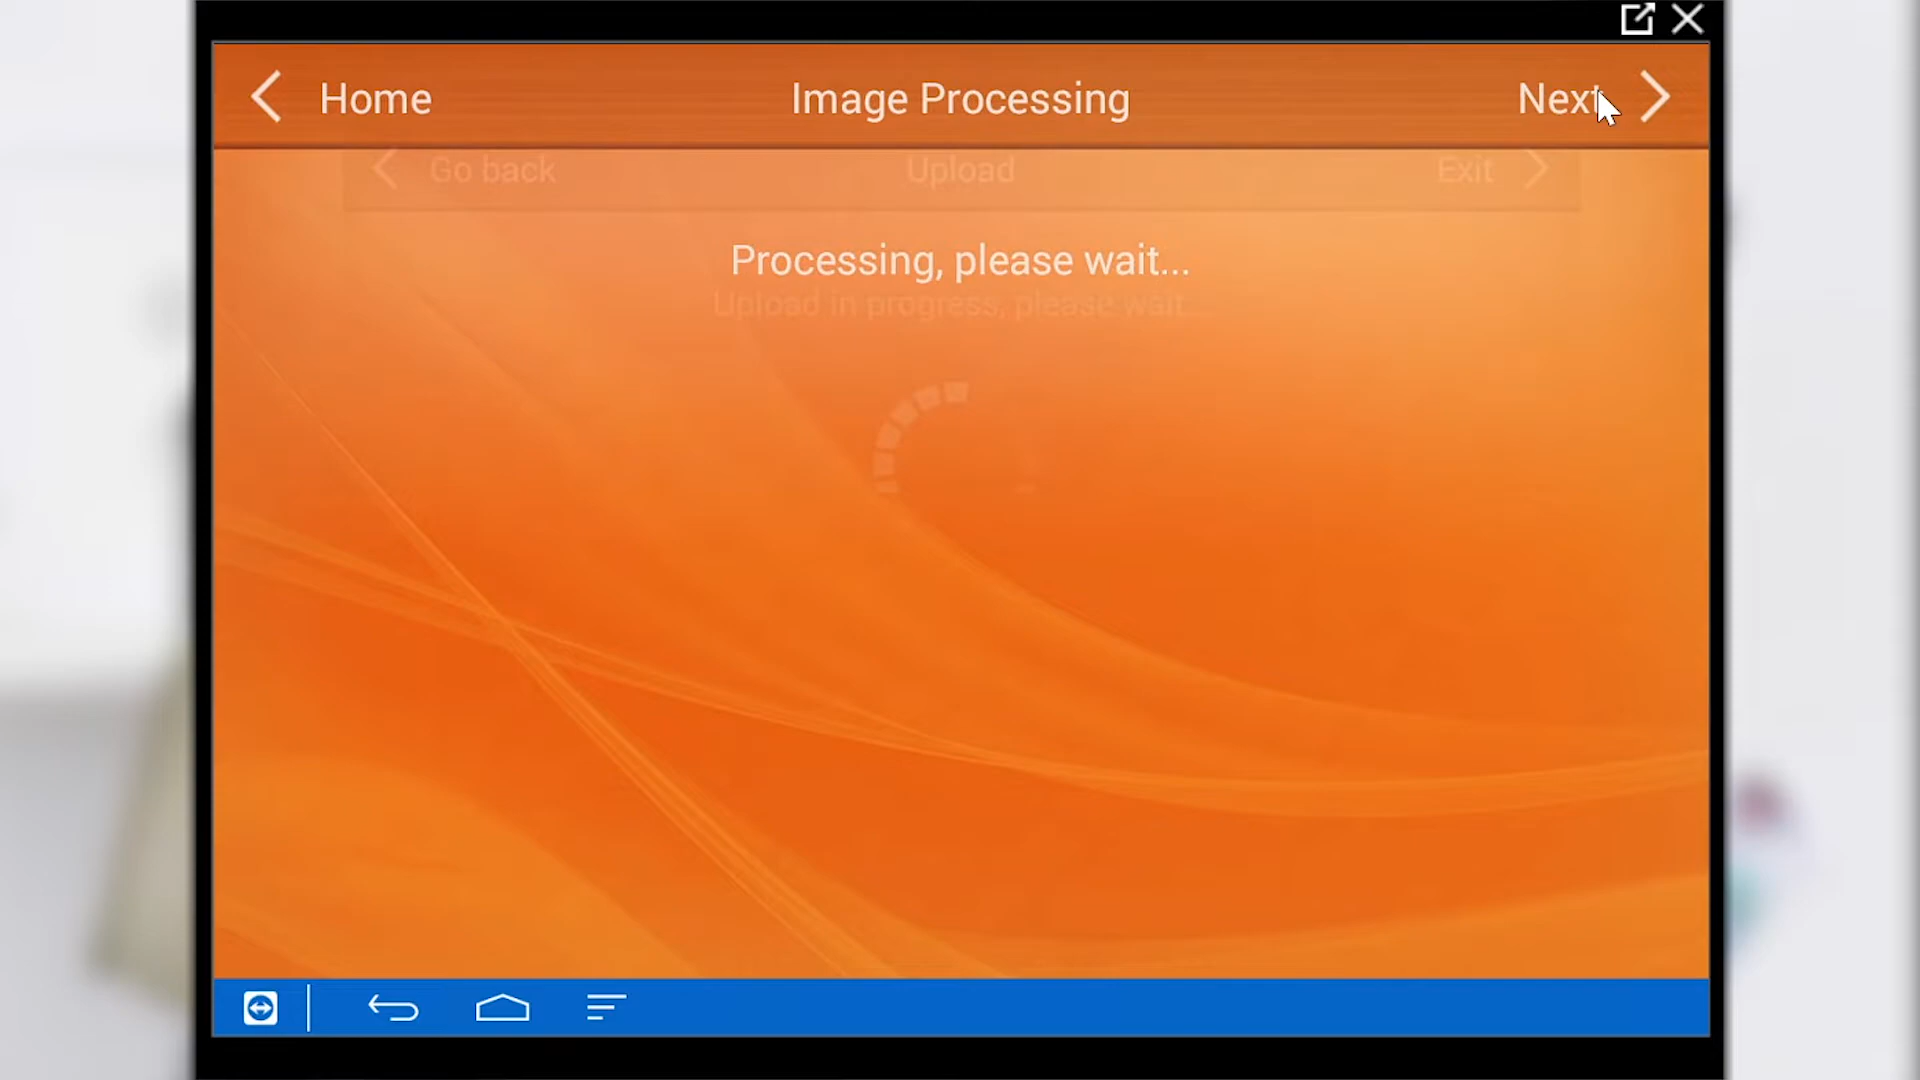 Home Image Processing Next
Go back Upload Exit
Processing, please wait...
Upload in progress, please wait